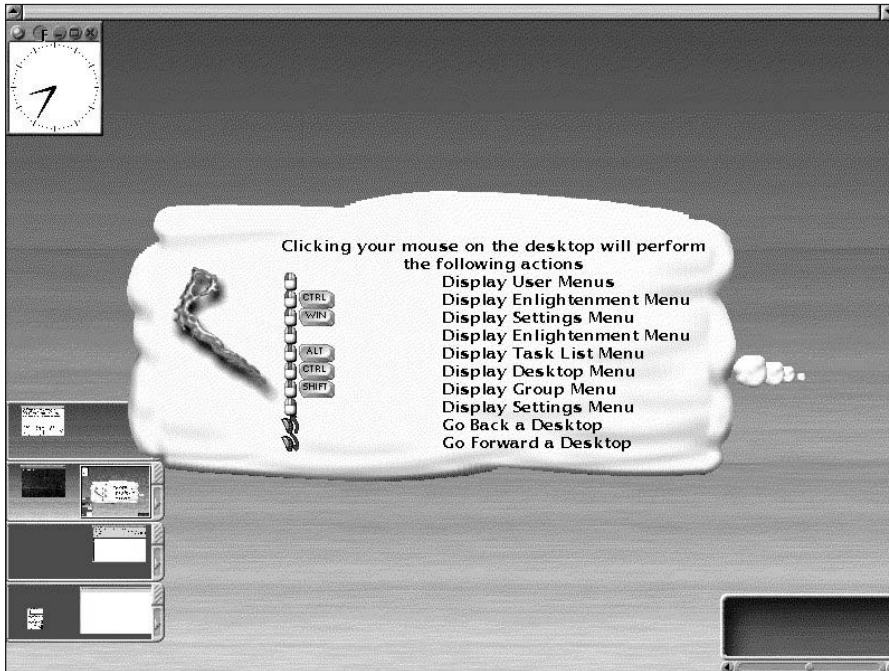 Clicking your mouse on the desktop will perform
the following actions
Display User Menus
CTRL Display Enlightenment Menu
WIN Display Settings Menu
Display Enlightenment Menu
ALT Display Task List Menu
CTRL Display Desktop Menu
SHIFT Display Group Menu
Display Settings Menu
Go Back a Desktop
Go Forward a Desktop